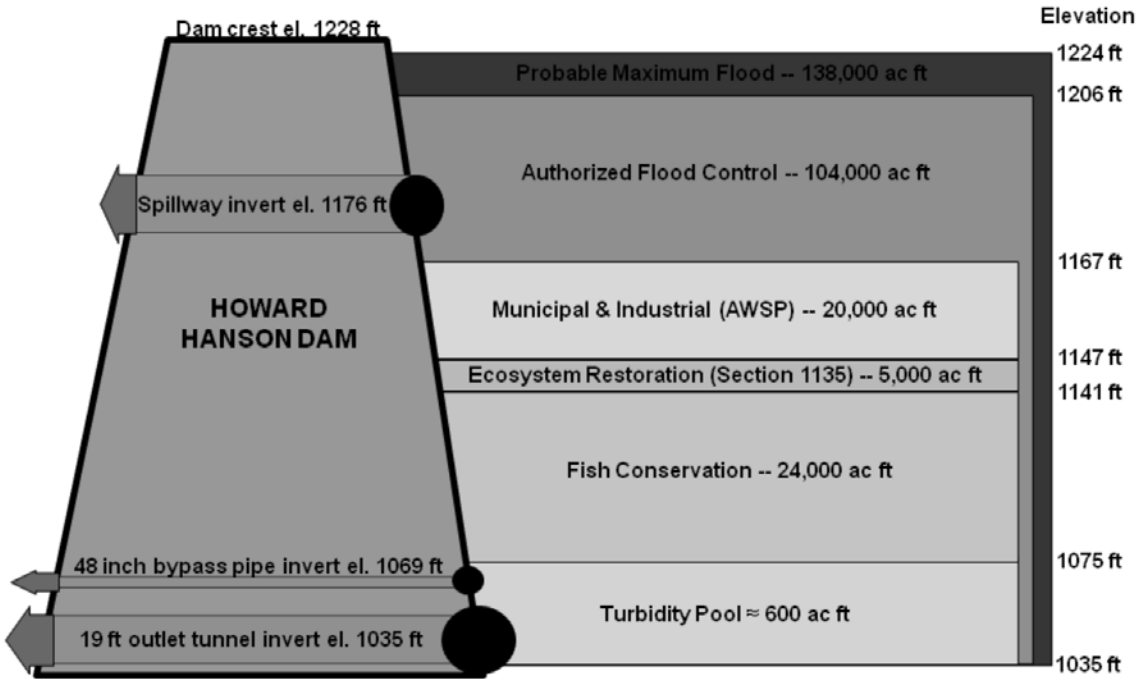 Elevation
Dam crest el. 1228 ft
1224 ft
Probable Maximum Flood -- 138,000 ac ft
1206 ft
Authorized Flood Control -- 104,000 ac ft
Spillway invert el. 1176 ft
1167 ft
HOWARD
HANSON DAM
Municipal & Industrial (AWSP) -- 20,000 ac ft
1147 ft
Ecosystem Restoration (Section 1135) -- 5,000 ac ft
1141 ft
Fish Conservation -- 24,000 ac ft
48 inch bypass pipe invert el. 1069 ft
1075 ft
Turbidity Pool ≈ 600 ac ft
19 ft outlet tunnel invert el. 1035 ft
1035 ft